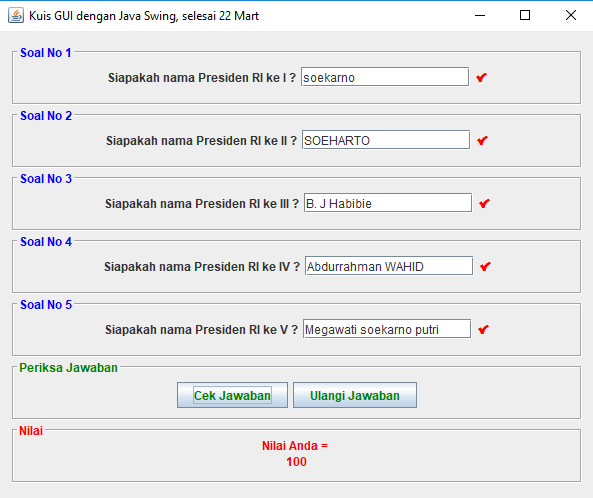 Kuis GUI dengan Java Swing, selesai 22 Mart
Soal No 1
Siapakah nama Presiden RI ke I ? soekarno
Soal No 2
Siapakah nama Presiden RI ke II ? SOEHARTO
Soal No 3
Siapakah nama Presiden RI ke III ? B. J Habibie
Soal No 4
Siapakah nama Presiden RI ke IV ? Abdurrahman WAHID
Soal No 5
Siapakah nama Presiden RI ke V ? Megawati soekarno putri
Periksa Jawaban
Cek Jawaban Ulangi Jawaban
Nilai
Nilai Anda =
100